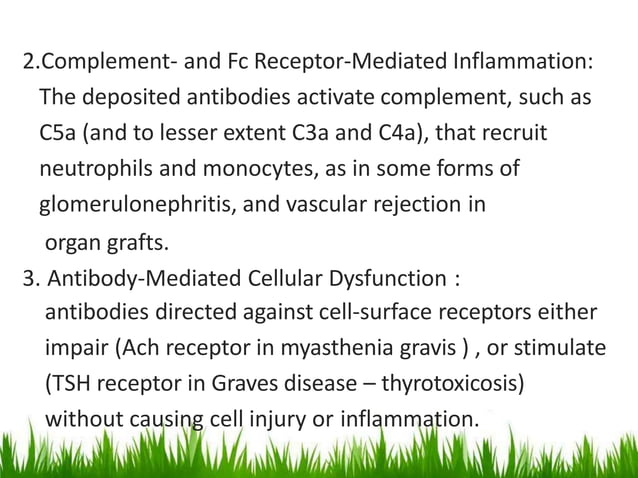 2.Complement- and Fc Receptor-Mediated Inflammation:
The deposited antibodies activate complement, such as
C5a (and to lesser extent C3a and C4a), that recruit
neutrophils and monocytes, as in some forms of
glomerulonephritis, and vascular rejection in
organ grafts.
3. Antibody-Mediated Cellular Dysfunction :
antibodies directed against cell-surface receptors either
impair (Ach receptor in myasthenia gravis ) , or stimulate
(TSH receptor in Graves disease – thyrotoxicosis)
without causing cell injury or inflammation.